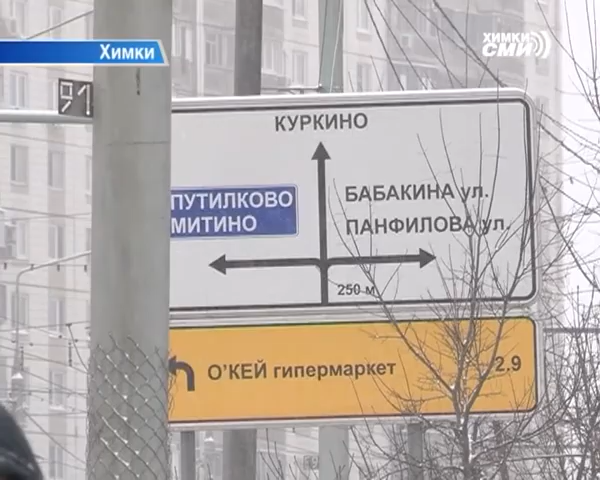 Химки
ХИМКИ
СМИ
91
КУРКИНО
ПУТИЛКОВО
МИТИНО
БАБАКИНА ул.
ПАНФИЛОВА ул.
250 м
О'КЕЙ гипермаркет
2.9